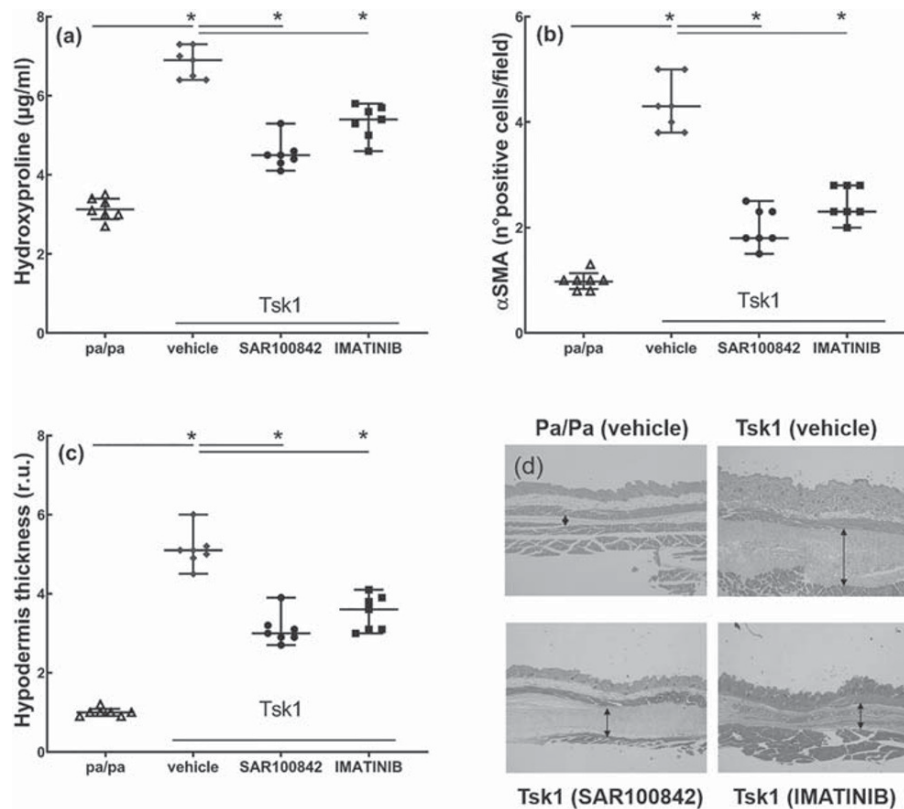 (a)
* * *
Hydroxyproline (µg/ml)
8
6
4
2
0
Tsk1
pa/pa vehicle SAR100842 IMATINIB
(b)
* * *
αSMA (n°positive cells/field)
6
4
2
0
Tsk1
pa/pa vehicle SAR100842 IMATINIB
(c)
* * *
Hypodermis thickness (r.u.)
8
6
4
2
0
Tsk1
pa/pa vehicle SAR100842 IMATINIB
Pa/Pa (vehicle) Tsk1 (vehicle)
(d)
Tsk1 (SAR100842) Tsk1 (IMATINIB)